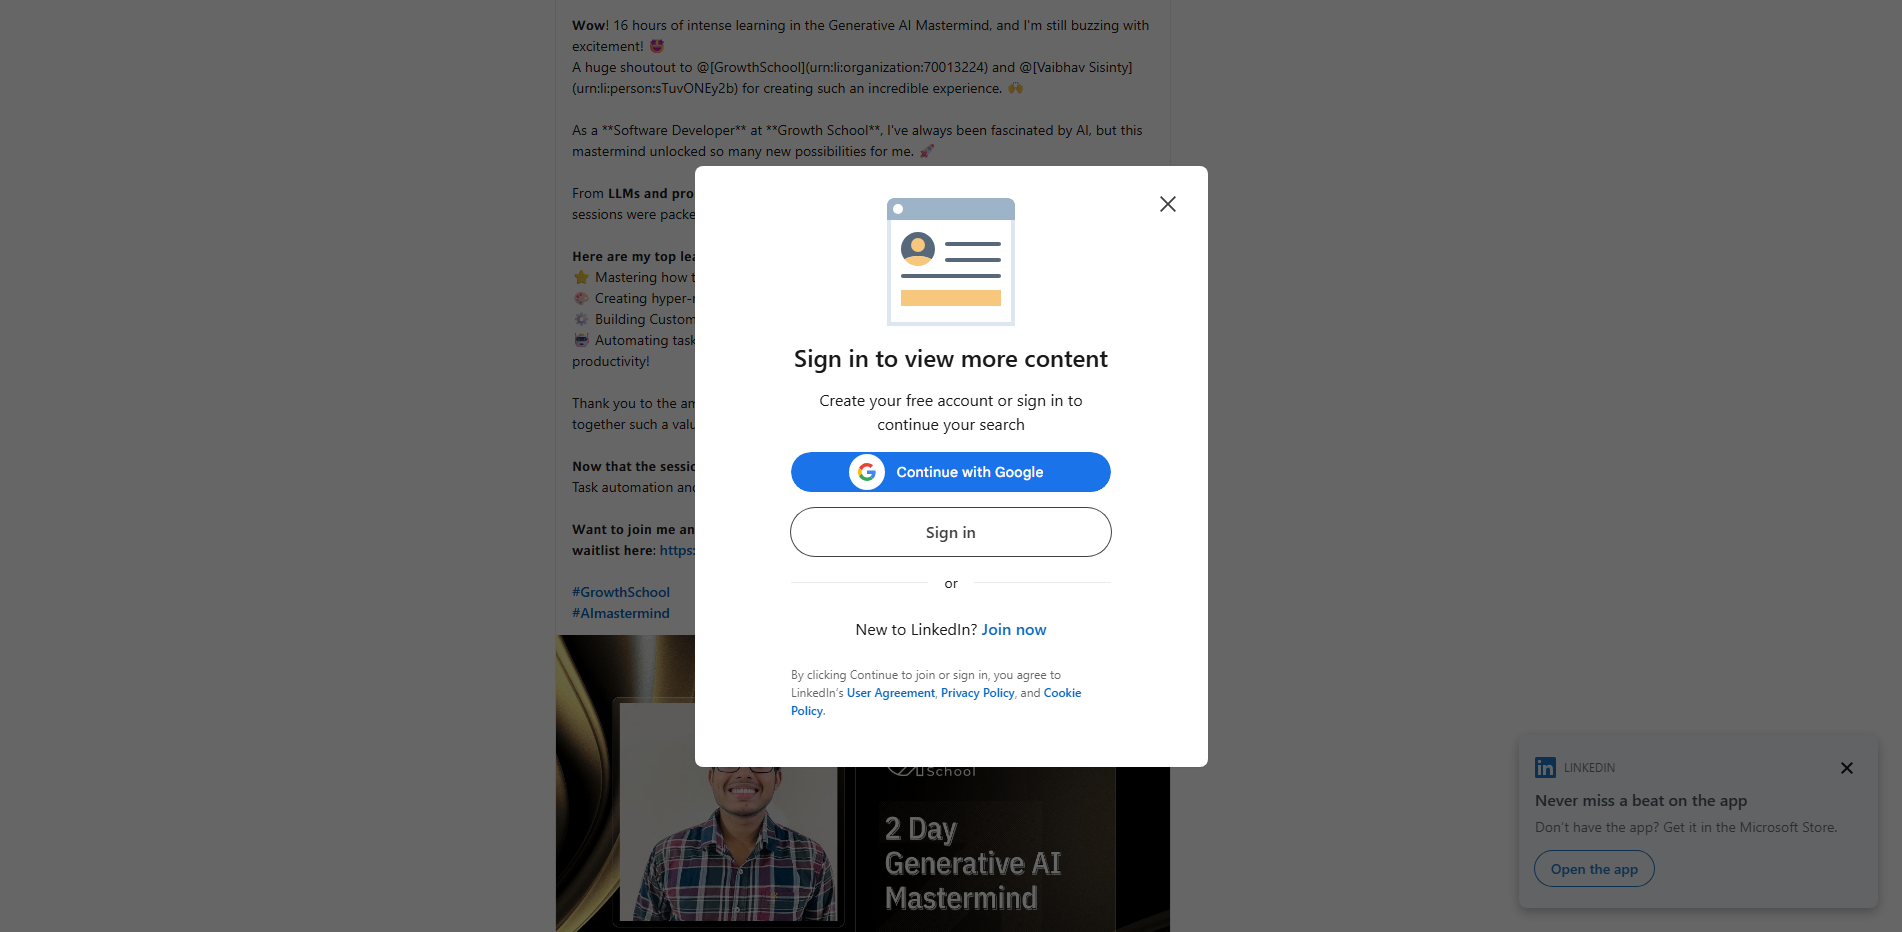 Wow! 16 hours of intense learning in the Generative AI Mastermind, and I'm still buzzing with
excitement! 🤩
A huge shoutout to @[GrowthSchool](urn:li:organization:70013224) and @[Vaibhav Sisinty]
(urn:li:person:sTuvONEy2b) for creating such an incredible experience. 🙌
As a **Software Developer** at **Growth School**, I've always been fascinated by AI, but this
mastermind unlocked so many new possibilities for me. 🚀
From LLMs and pro
sessions were packe
Here are my top lea
⭐ Mastering how t
🎨 Creating hyper-r
⚙️ Building Custom
🤖 Automating task
productivity!
Thank you to the am
together such a valu
Now that the sessio
Task automation and
Want to join me an
waitlist here: https:
#GrowthSchool
#AImastermind
Sign in to view more content
Create your free account or sign in to
continue your search
Continue with Google
Sign in
or
New to LinkedIn? Join now
By clicking Continue to join or sign in, you agree to
LinkedIn's User Agreement, Privacy Policy, and Cookie
Policy.
School
2 Day
Generative AI
Mastermind
in LINKEDIN
Never miss a beat on the app
Don't have the app? Get it in the Microsoft Store.
Open the app